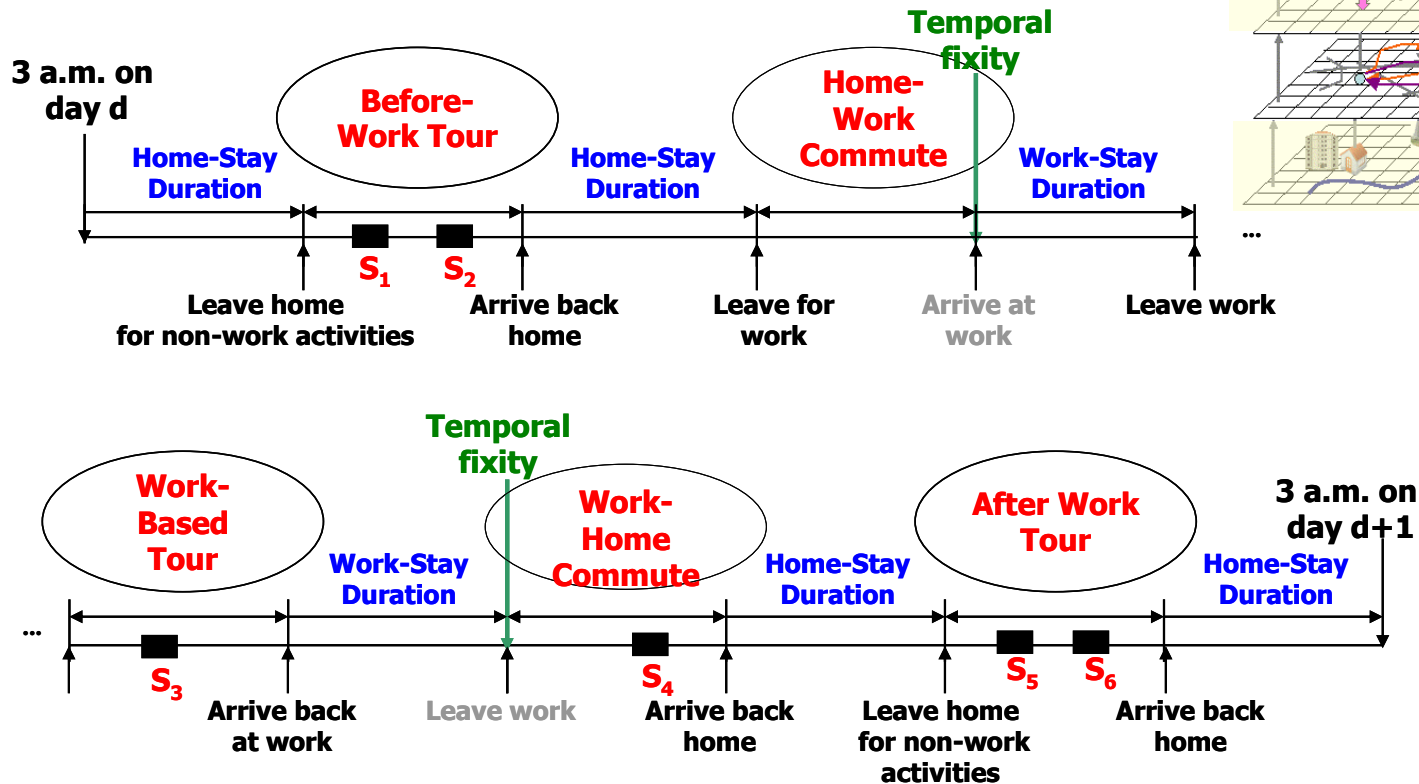 Temporal
fixity
3 a.m. on
day d
Before-
Work Tour
Home-
Work
Commute
Home-Stay
Duration
Home-Stay
Duration
Work-Stay
Duration
...
S1
S2
Leave home
for non-work activities
Arrive back
home
Leave for
work
Arrive at
work
Leave work
Temporal
fixity
Work-
Based
Tour
Work-
Home
Commute
After Work
Tour
3 a.m. on
day d+1
Work-Stay
Duration
Home-Stay
Duration
Home-Stay
Duration
...
S3
S4
S5
S6
Arrive back
at work
Leave work
Arrive back
home
Leave home
for non-work
activities
Arrive back
home